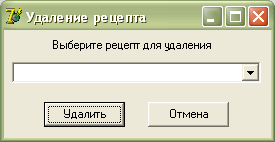 Удаление рецепта
Выберите рецепт для удаления
Удалить
Отмена